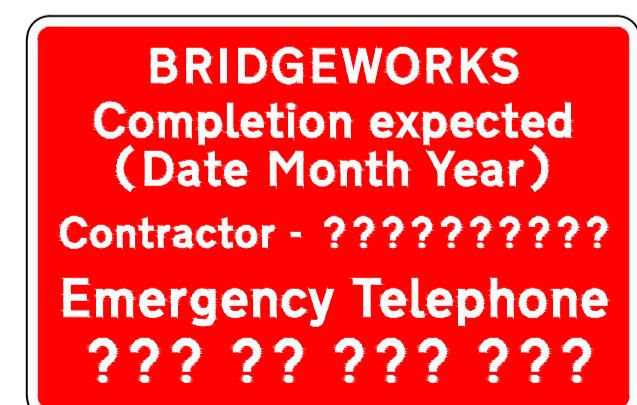 BRIDGEWORKS
Completion expected
(Date Month Year)
Contractor - ??????????
Emergency Telephone
??? ?? ??? ???